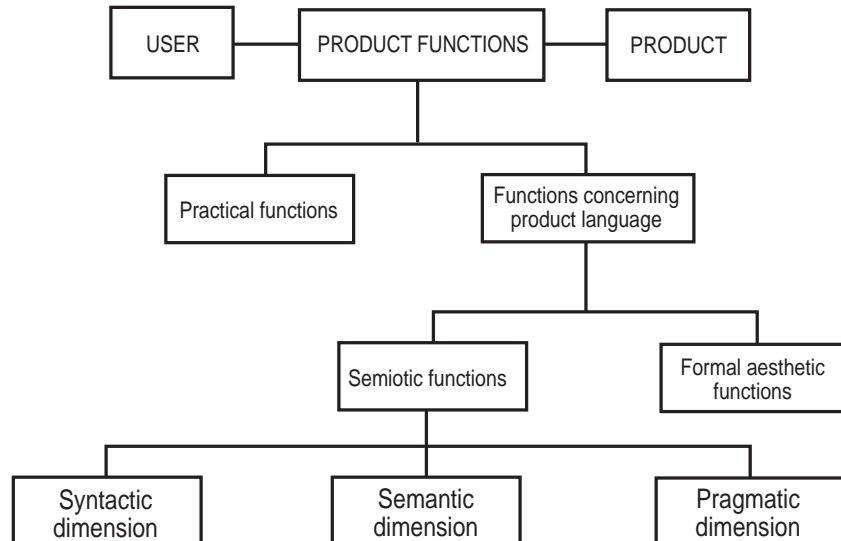 USER
PRODUCT FUNCTIONS
PRODUCT
Practical functions
Functions concerning
product language
Semiotic functions
Formal aesthetic
functions
Syntactic
dimension
Semantic
dimension
Pragmatic
dimension